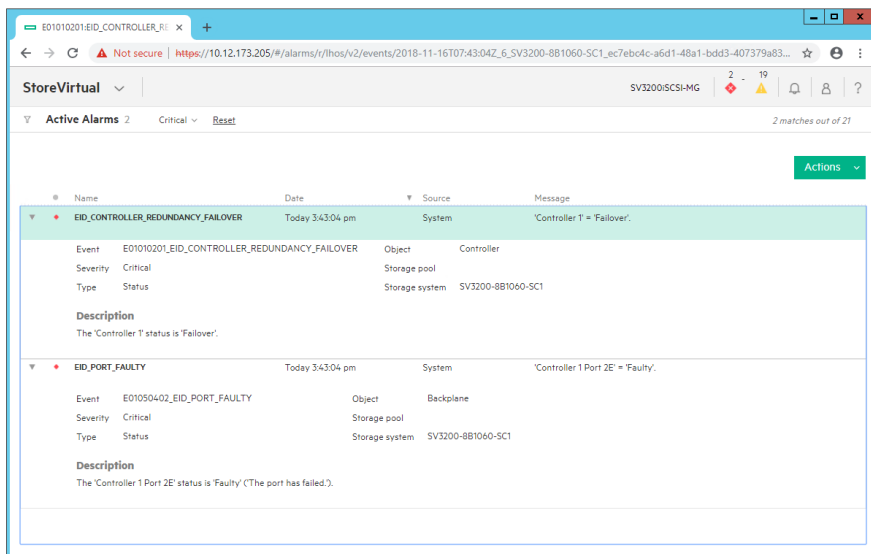 E01010201:EID_CONTROLLER_RE
Not secure | https://10.12.173.205/#/alarms/r/lhos/v2/events/2018-11-16T07:43:04Z_6_SV3200-8B1060-SC1_ec7ebc4c-a6d1-48a1-bdd3-407379a83...
StoreVirtual SV3200iSCSI-MG 2 - 19 ?
Active Alarms 2 Critical Reset 2 matches out of 21
Actions
Name Date Source Message
EID_CONTROLLER_REDUNDANCY_FAILOVER Today 3:43:04 pm System 'Controller 1' = 'Failover'.
Event E01010201_EID_CONTROLLER_REDUNDANCY_FAILOVER Object Controller
Severity Critical Storage pool
Type Status Storage system SV3200-8B1060-SC1
Description
The 'Controller 1' status is 'Failover'.
EID_PORT_FAULTY Today 3:43:04 pm System 'Controller 1 Port 2E' = 'Faulty'.
Event E01050402_EID_PORT_FAULTY Object Backplane
Severity Critical Storage pool
Type Status Storage system SV3200-8B1060-SC1
Description
The 'Controller 1 Port 2E' status is 'Faulty' ('The port has failed.').